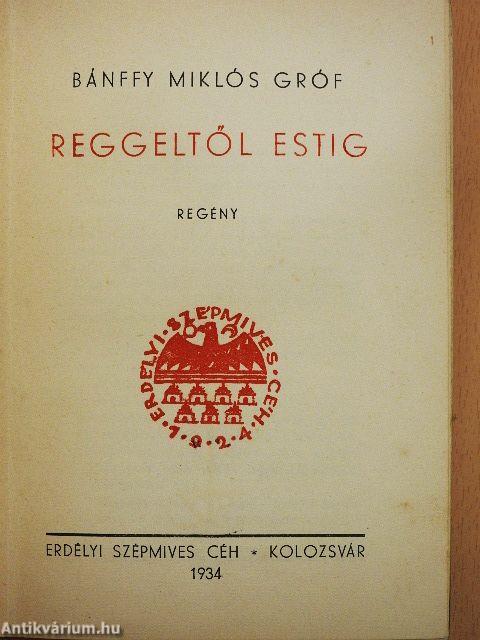 BÁNFFY MIKLÓS GRÓF
REGGELTŐL ESTIG
REGÉNY
ERDÉLYI · SZÉPMIVES · CÉH · 1924 ·
ERDÉLYI SZÉPMIVES CÉH * KOLOZSVÁR
1934
Antikvárium.hu